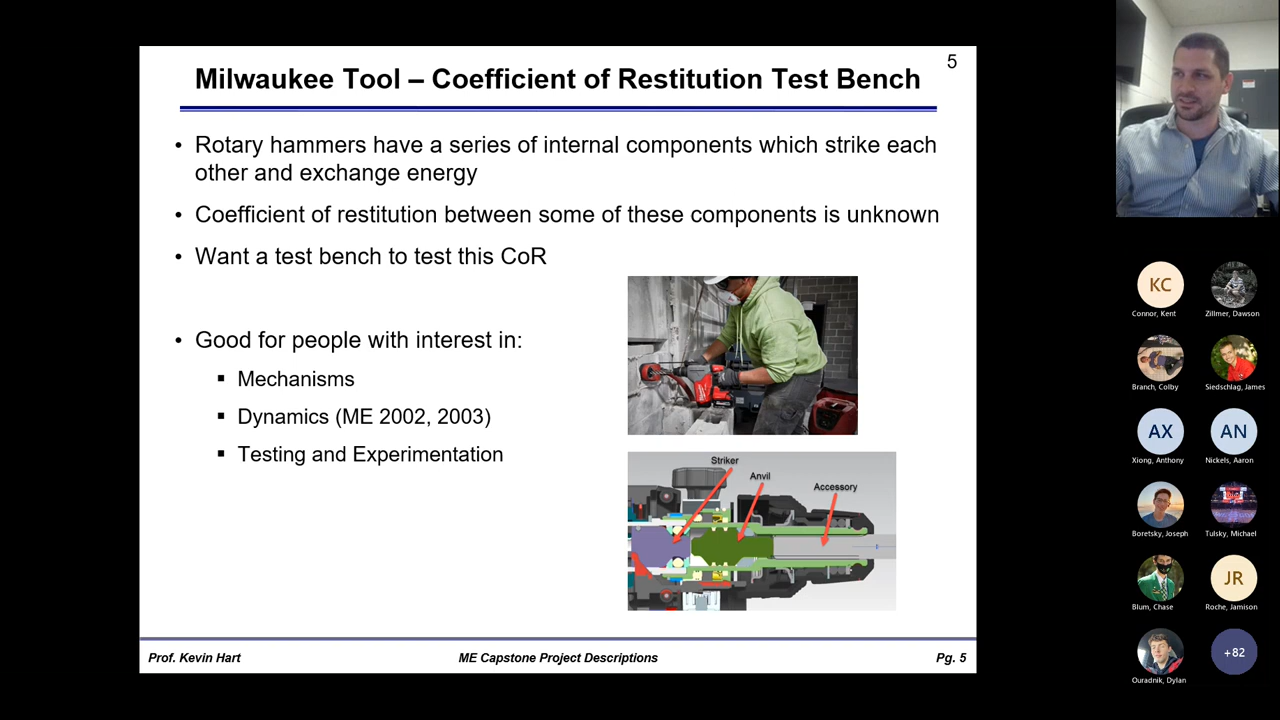 5
Milwaukee Tool – Coefficient of Restitution Test Bench
• Rotary hammers have a series of internal components which strike each
other and exchange energy
• Coefficient of restitution between some of these components is unknown
• Want a test bench to test this CoR
• Good for people with interest in:
▪ Mechanisms
▪ Dynamics (ME 2002, 2003)
▪ Testing and Experimentation
Striker
Anvil
Accessory
Prof. Kevin Hart
ME Capstone Project Descriptions
Pg. 5
KC
Connor, Kent
Zillmer, Dawson
Branch, Colby
Siedschlag, James
AX
AN
Xiong, Anthony
Nickels, Aaron
Boretsky, Joseph
Tulsky, Michael
JR
Blum, Chase
Roche, Jamison
+82
Ouradnik, Dylan